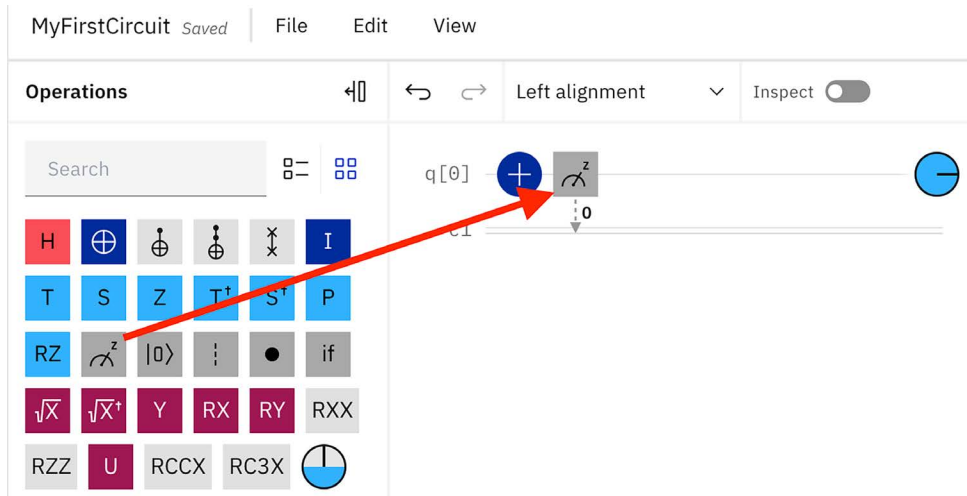 MyFirstCircuit Saved File Edit View
Operations Left alignment Inspect
Search
q[0] z
0
H I
T S Z T† S† P
RZ z |0⟩ if
√X √X† Y RX RY RXX
RZZ U RCCX RC3X